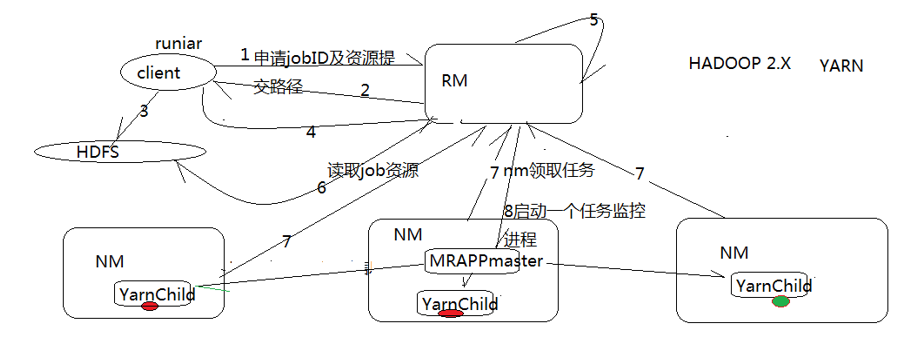 runiar
client
1
申请jobID及资源提
交路径
2
RM
5
HADOOP 2.X
YARN
3
4
HDFS
6
读取job资源
7
7
nm领取任务
7
8启动一个任务监控
进程
NM
YarnChild
NM
MRAPPmaster
YarnChild
NM
YarnChild